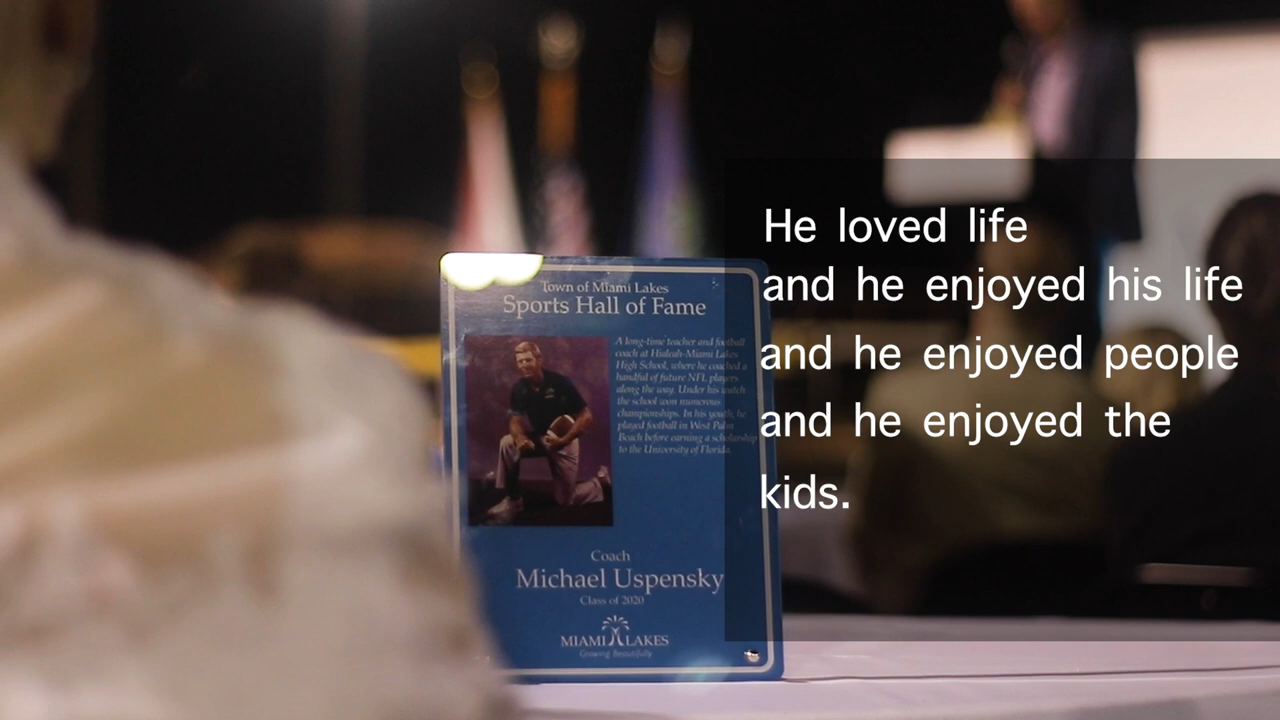 Town of Miami Lakes
Sports Hall of Fame
A long-time teacher and football
coach at Hialeah-Miami Lakes
High School, where he coached a
handful of future NFL players
along the way. Under his watch
the school won numerous
championships. In his youth, he
played football in West Palm
Beach before earning a scholarship
to the University of Florida.
Coach
Michael Uspensky
Class of 2020
MIAMI LAKES
Growing Beautifully
He loved life
and he enjoyed his life
and he enjoyed people
and he enjoyed the
kids.